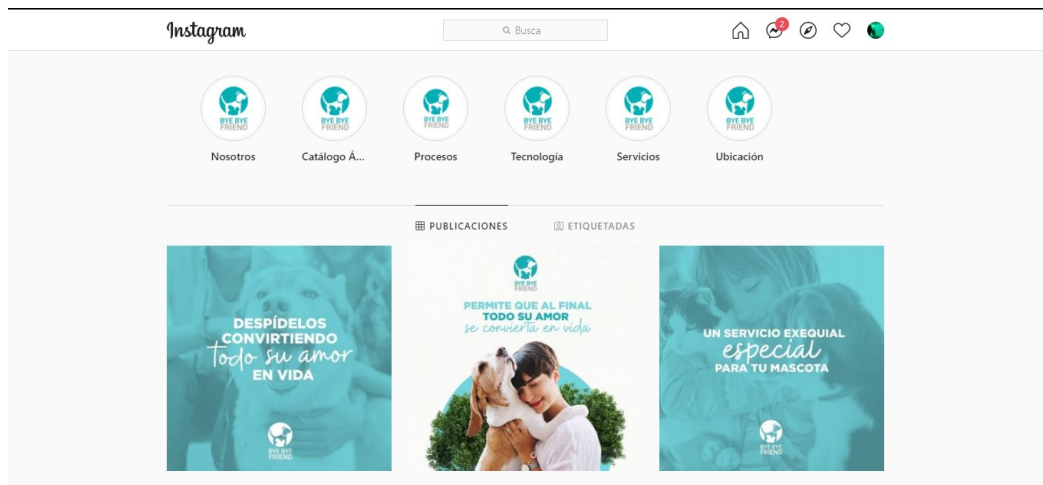 Instagram
Busca
2
BYE BYE
FRIEND
BYE BYE
FRIEND
BYE BYE
FRIEND
BYE BYE
FRIEND
BYE BYE
FRIEND
BYE BYE
FRIEND
Nosotros
Catálogo Á...
Procesos
Tecnología
Servicios
Ubicación
PUBLICACIONES
ETIQUETADAS
DESPÍDELOS
CONVIRTIENDO
todo su amor
EN VIDA
BYE BYE
FRIEND
BYE BYE
FRIEND
PERMITE QUE AL FINAL
TODO SU AMOR
se convierta en vida
UN SERVICIO EXEQUIAL
especial
PARA TU MASCOTA
BYE BYE
FRIEND